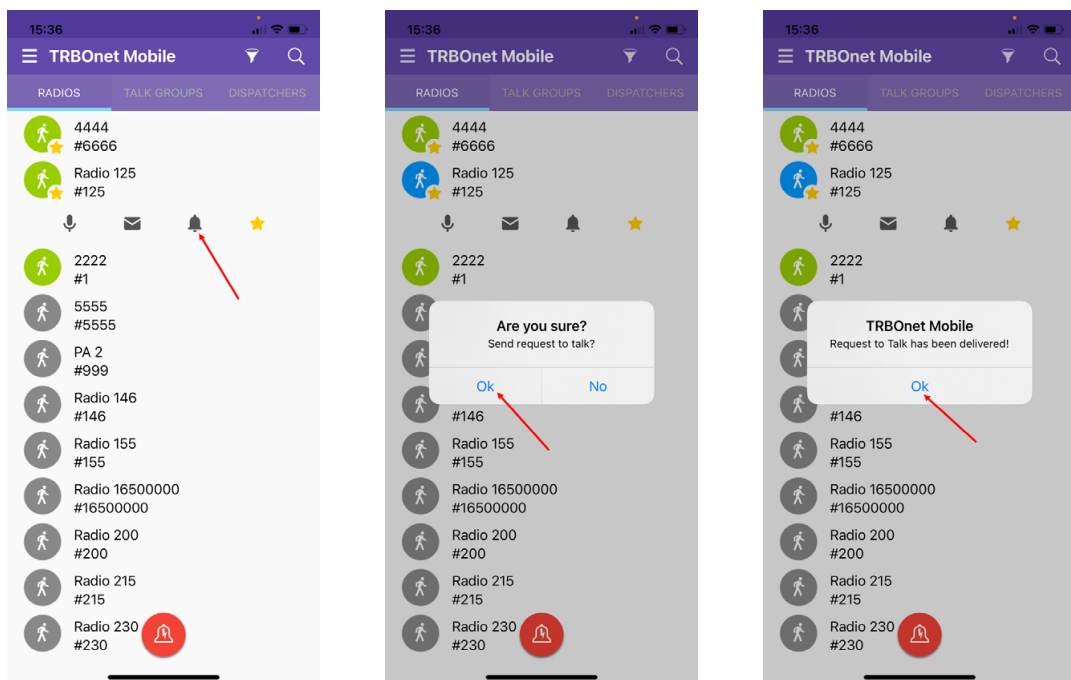 15:36
TRBOnet Mobile
RADIOS TALK GROUPS DISPATCHERS
4444
#6666
Radio 125
#125
2222
#1
5555
#5555
PA 2
#999
Radio 146
#146
Radio 155
#155
Radio 16500000
#16500000
Radio 200
#200
Radio 215
#215
Radio 230
#230
15:36
TRBOnet Mobile
RADIOS TALK GROUPS DISPATCHERS
4444
#6666
Radio 125
#125
2222
#1
Are you sure?
Send request to talk?
Ok No
#146
Radio 155
#155
Radio 16500000
#16500000
Radio 200
#200
Radio 215
#215
Radio 230
#230
15:36
TRBOnet Mobile
RADIOS TALK GROUPS DISPATCHERS
4444
#6666
Radio 125
#125
2222
#1
TRBOnet Mobile
Request to Talk has been delivered!
Ok
#146
Radio 155
#155
Radio 16500000
#16500000
Radio 200
#200
Radio 215
#215
Radio 230
#230